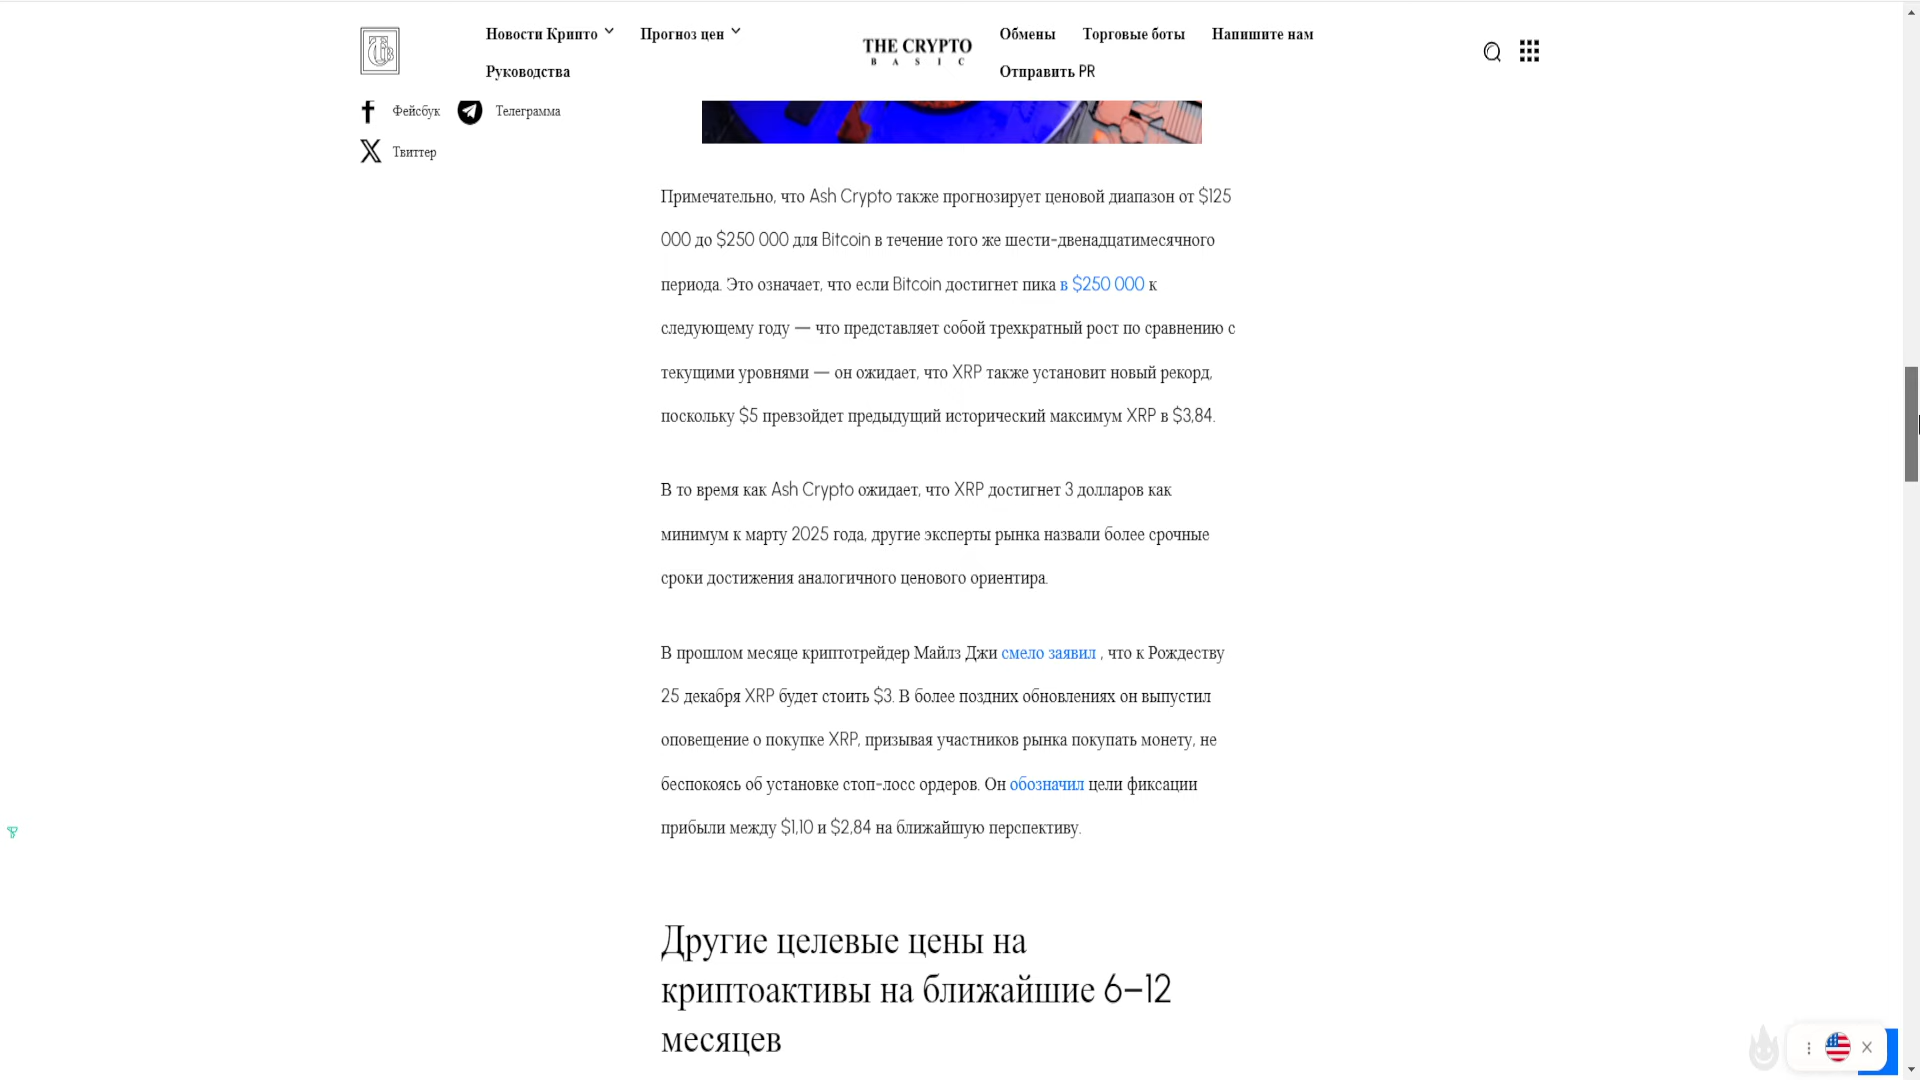 Новости Крипто
Прогноз цен
Руководства
THE CRYPTO
BASIC
Обмены
Торговые боты
Напишите нам
Отправить PR
Фейсбук
Телеграмма
Твиттер
Примечательно, что Ash Crypto также прогнозирует ценовой диапазон от $125
000 до $250 000 для Bitcoin в течение того же шести-двенадцатимесячного
периода. Это означает, что если Bitcoin достигнет пика в $250 000 к
следующему году — что представляет собой трехкратный рост по сравнению с
текущими уровнями — он ожидает, что XRP также установит новый рекорд,
поскольку $5 превзойдет предыдущий исторический максимум XRP в $3,84.
В то время как Ash Crypto ожидает, что XRP достигнет 3 долларов как
минимум к марту 2025 года, другие эксперты рынка назвали более срочные
сроки достижения аналогичного ценового ориентира.
В прошлом месяце криптотрейдер Майлз Джи смело заявил , что к Рождеству
25 декабря XRP будет стоить $3. В более поздних обновлениях он выпустил
оповещение о покупке XRP, призывая участников рынка покупать монету, не
беспокоясь об установке стоп-лосс ордеров. Он обозначил цели фиксации
прибыли между $1,10 и $2,84 на ближайшую перспективу.
Другие целевые цены на
криптоактивы на ближайшие 6–12
месяцев